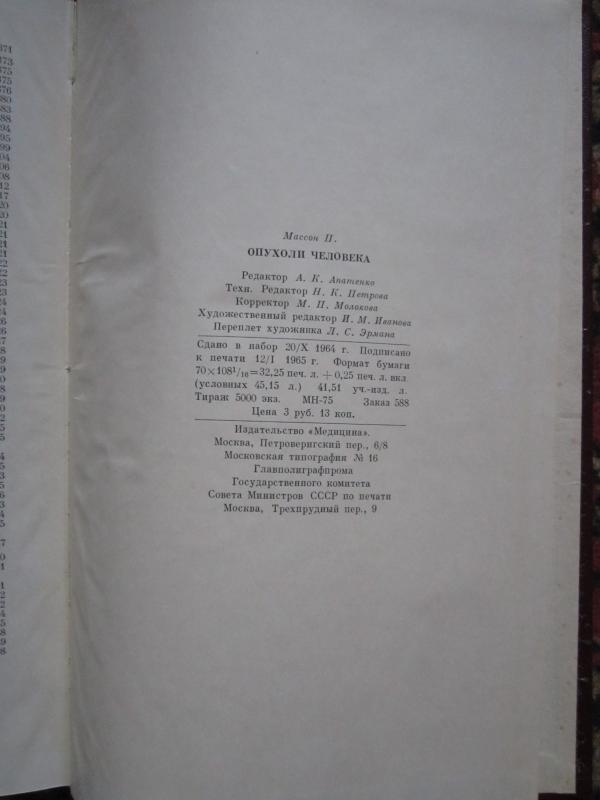 Массон П.
ОПУХОЛИ ЧЕЛОВЕКА
Редактор А. К. Апатенко
Техн. Редактор Н. К. Петрова
Корректор М. П. Молокова
Художественный редактор И. М. Иванова
Переплет художника Л. С. Эрмана
Сдано в набор 20/X 1964 г. Подписано
к печати 12/I 1965 г. Формат бумаги
70×108¹/₁₆=32,25 печ. л. +0,25 печ. л. вкл
(условных 45,15 л.) 41,51 уч.-изд. л.
Тираж 5000 экз. МН-75 Заказ 588
Цена 3 руб. 13 коп.
Издательство «Медицина».
Москва, Петроверигский пер., 6/8
Московская типография № 16
Главполиграфпрома
Государственного комитета
Совета Министров СССР по печати
Москва, Трехпрудный пер., 9